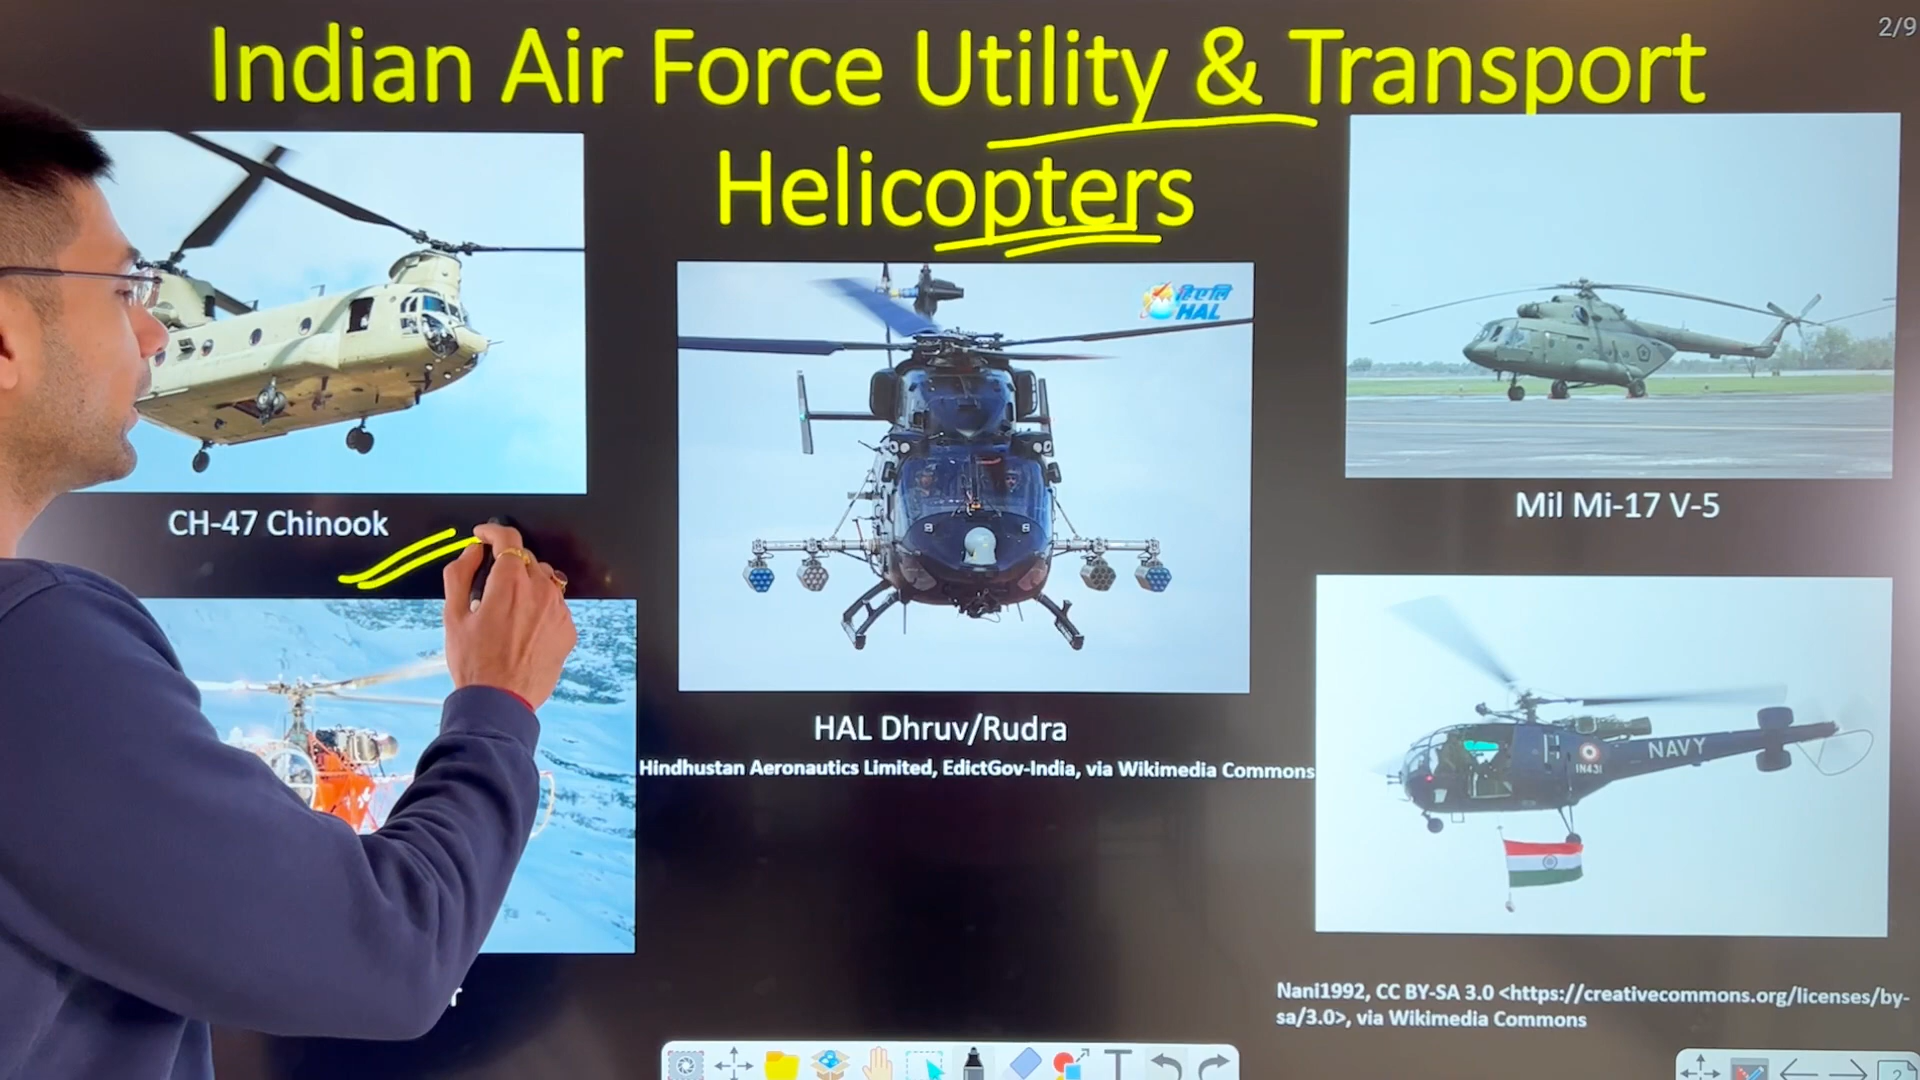 2/9
Indian Air Force Utility & Transport
Helicopters
हिएलि
HAL
CH-47 Chinook
Mil Mi-17 V-5
HAL Dhruv/Rudra
Hindhustan Aeronautics Limited, EdictGov-India, via Wikimedia Commons
NAVY
IN431
Nani1992, CC BY-SA 3.0 <https://creativecommons.org/licenses/by-
sa/3.0>, via Wikimedia Commons